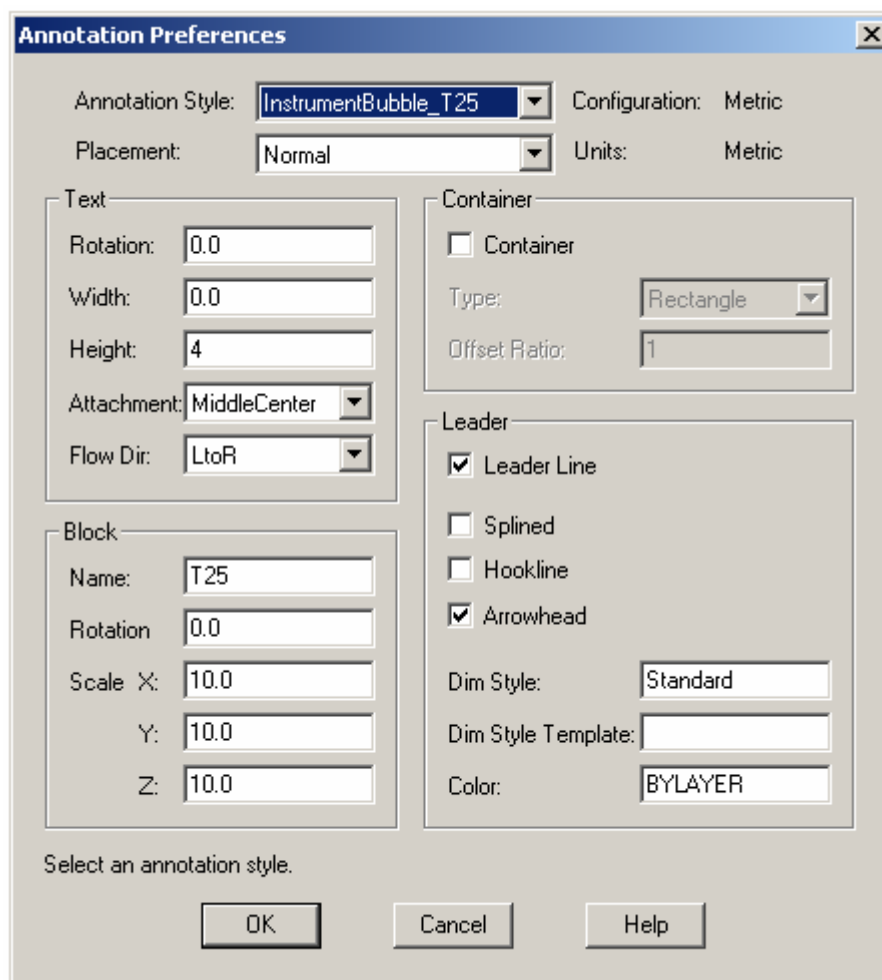 Annotation Preferences
Annotation Style: InstrumentBubble_T25 Configuration: Metric
Placement: Normal Units: Metric
Text
Rotation: 0.0
Width: 0.0
Height: 4
Attachment: MiddleCenter
Flow Dir: LtoR
Block
Name: T25
Rotation 0.0
Scale X: 10.0
Y: 10.0
Z: 10.0
Container
Container
Type: Rectangle
Offset Ratio: 1
Leader
Leader Line
Splined
Hookline
Arrowhead
Dim Style: Standard
Dim Style Template:
Color: BYLAYER
Select an annotation style.
OK Cancel Help